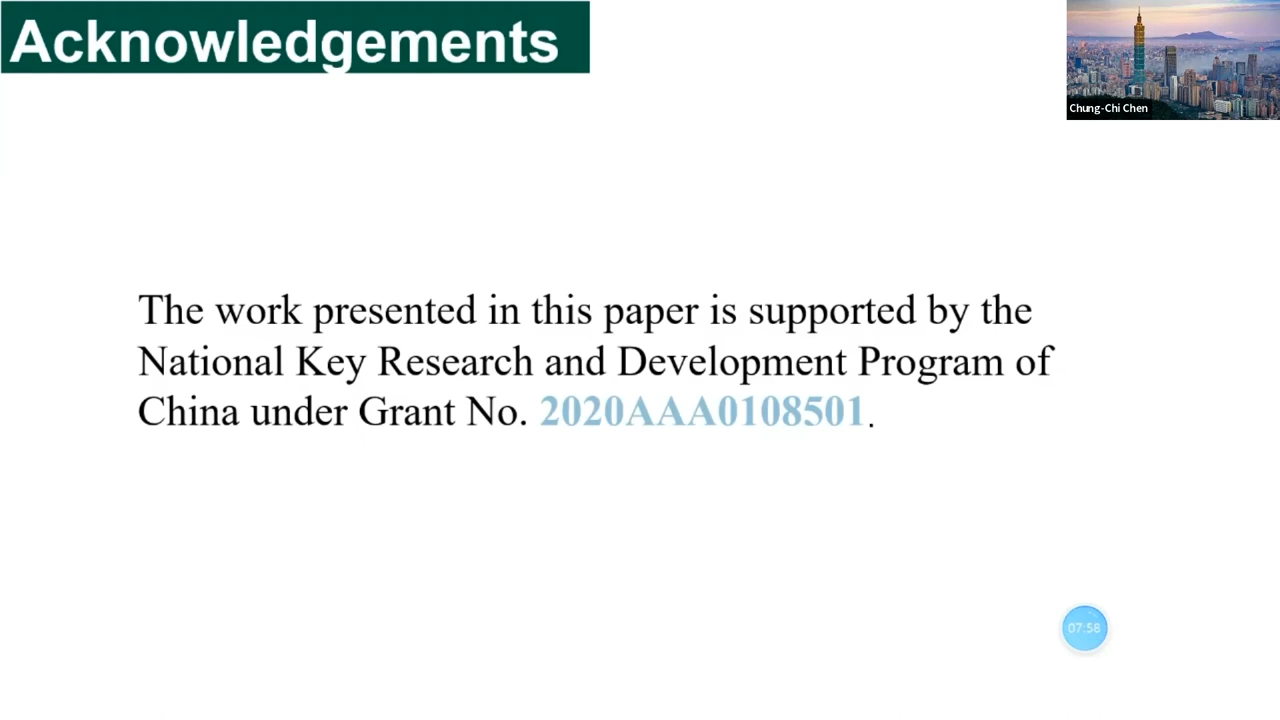 Acknowledgements
Chung-Chi Chen
The work presented in this paper is supported by the
National Key Research and Development Program of
China under Grant No. 2020AAA0108501.
07:58